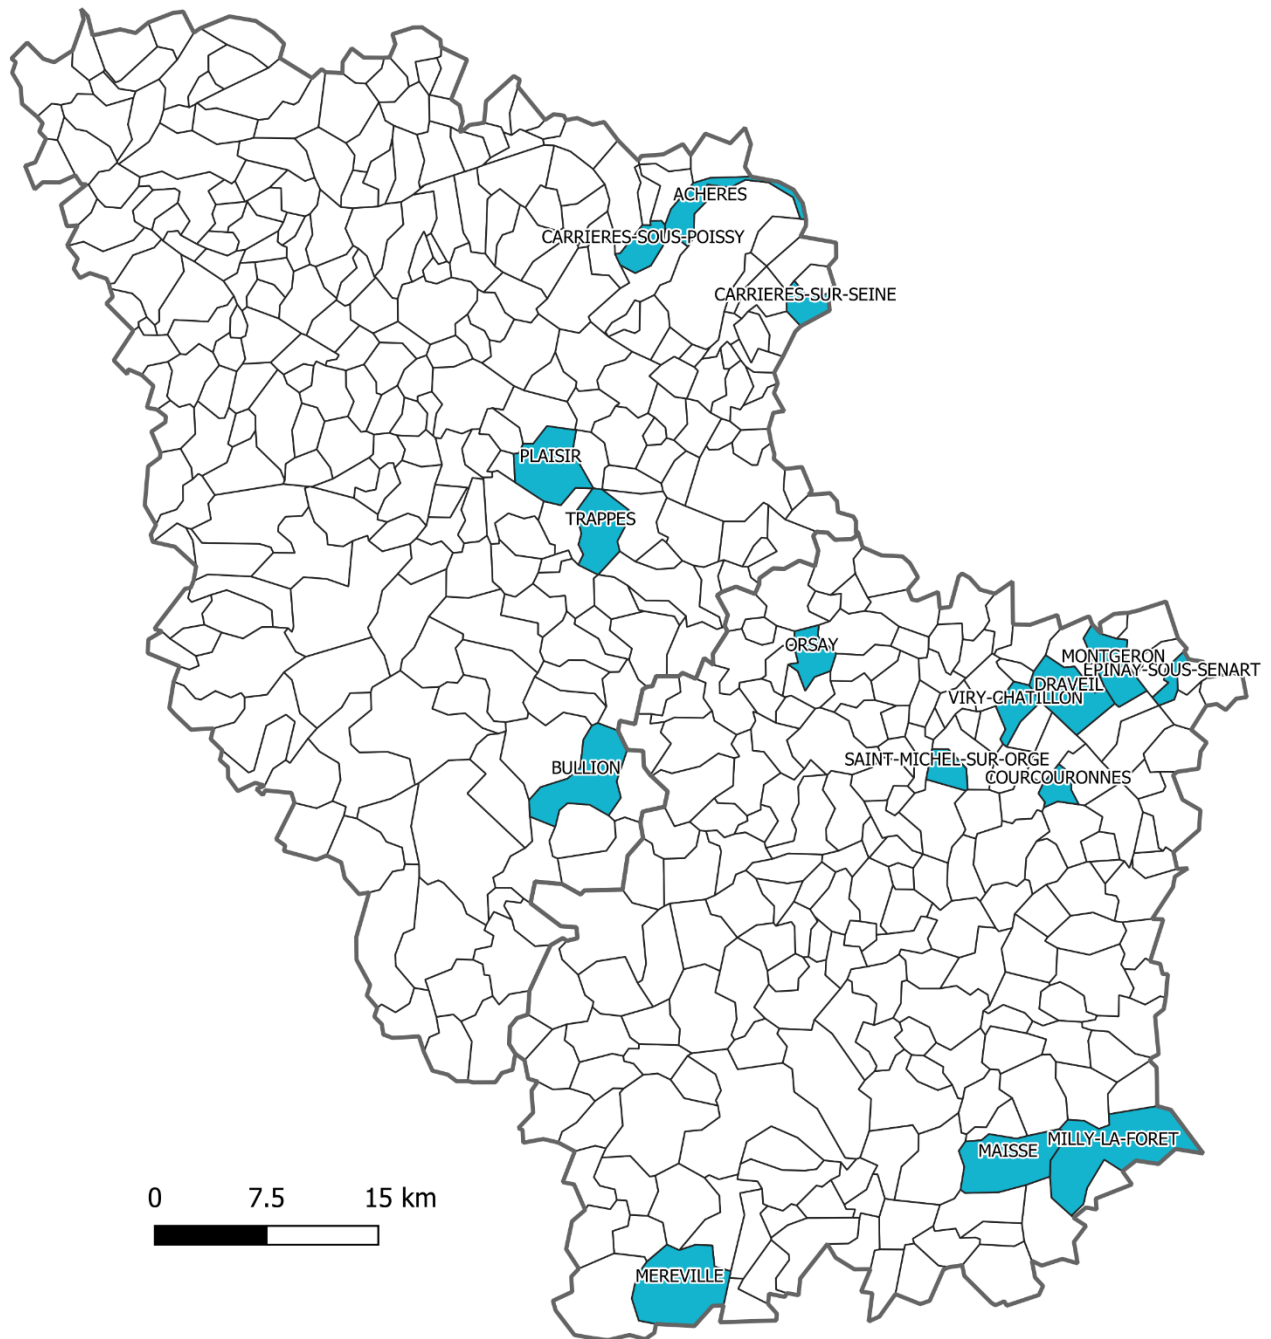 ACHERES
CARRIERES-SOUS-POISSY
CARRIERES-SUR-SEINE
PLAISIR
TRAPPES
ORSAY
MONTGERON
EPINAY-SOUS-SENART
DRAVEIL
VIRY-CHATILLON
SAINT-MICHEL-SUR-ORGE
COURCOURONNES
BULLION
MAISSE
MILLY-LA-FORET
0 7.5 15 km
MEREVILLE